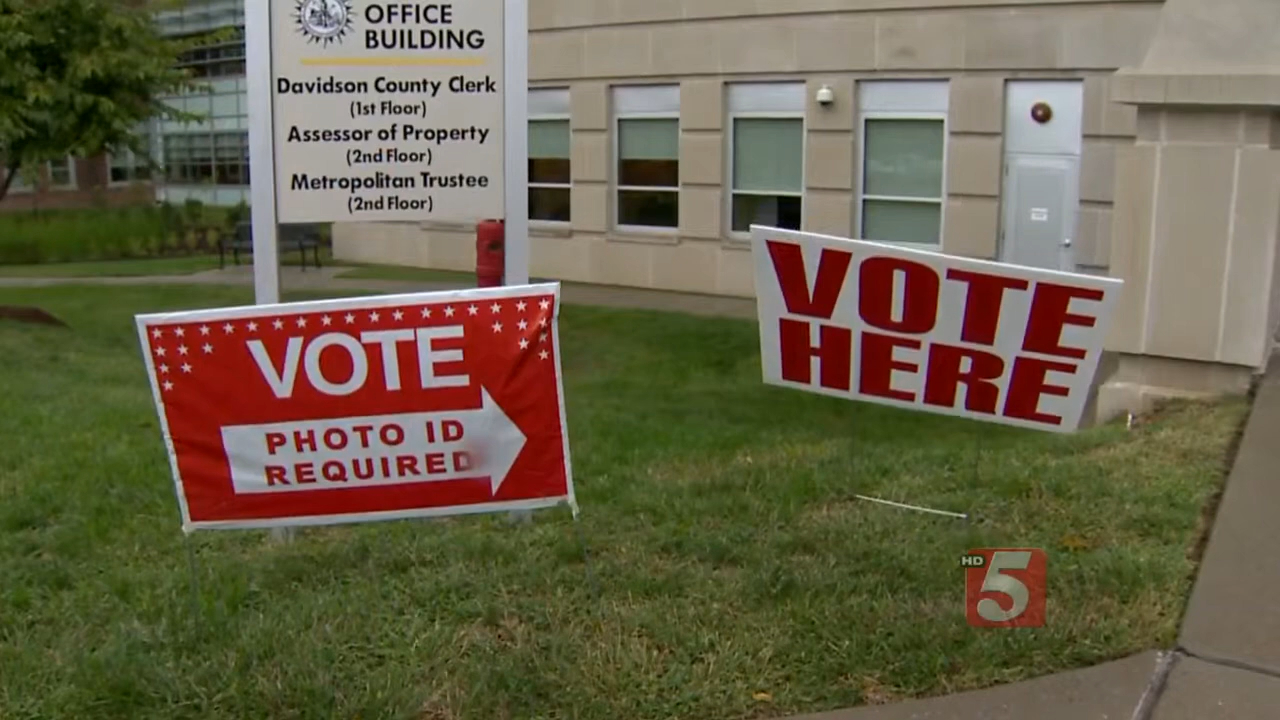 OFFICE
BUILDING
Davidson County Clerk
(1st Floor)
Assessor of Property
(2nd Floor)
Metropolitan Trustee
(2nd Floor)
VOTE
PHOTO ID
REQUIRED
VOTE
HERE
HD 5